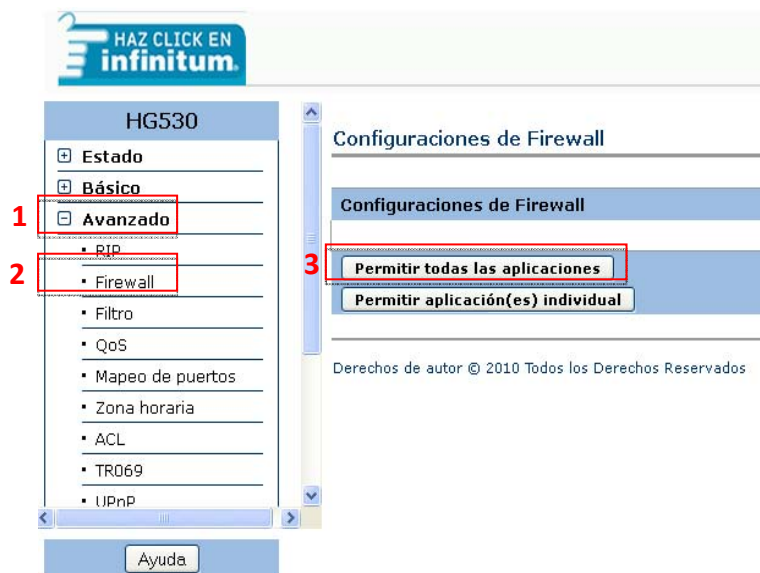 HAZ CLICK EN
infinitum.
HG530
Estado
Básico
1 Avanzado
RIP
2 Firewall
Filtro
QoS
Mapeo de puertos
Zona horaria
ACL
TR069
UPnP
Ayuda
Configuraciones de Firewall
Configuraciones de Firewall
3 Permitir todas las aplicaciones
Permitir aplicación(es) individual
Derechos de autor © 2010 Todos los Derechos Reservados